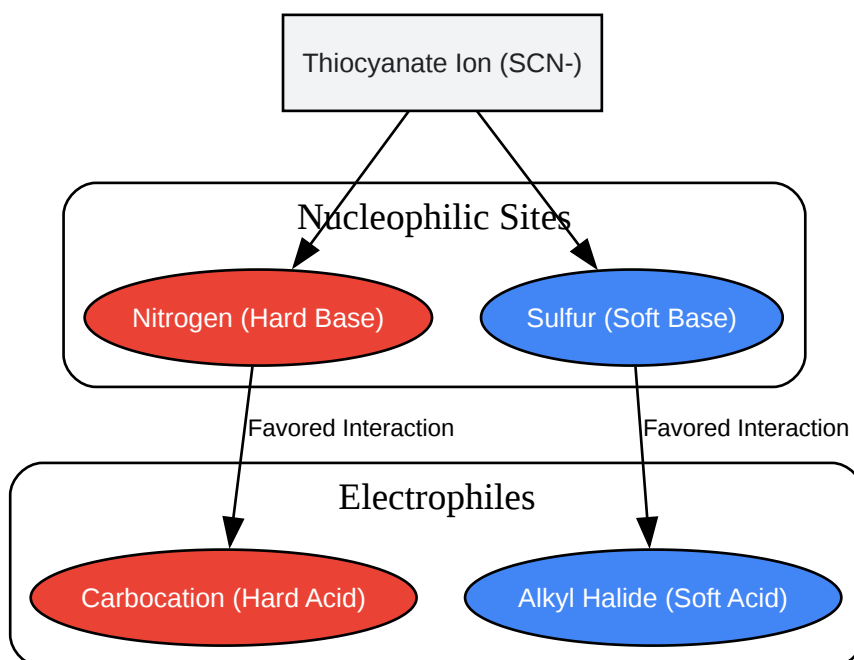 Thiocyanate Ion (SCN-)
Nucleophilic Sites
Nitrogen (Hard Base)
Sulfur (Soft Base)
Favored Interaction
Favored Interaction
Electrophiles
Carbocation (Hard Acid)
Alkyl Halide (Soft Acid)